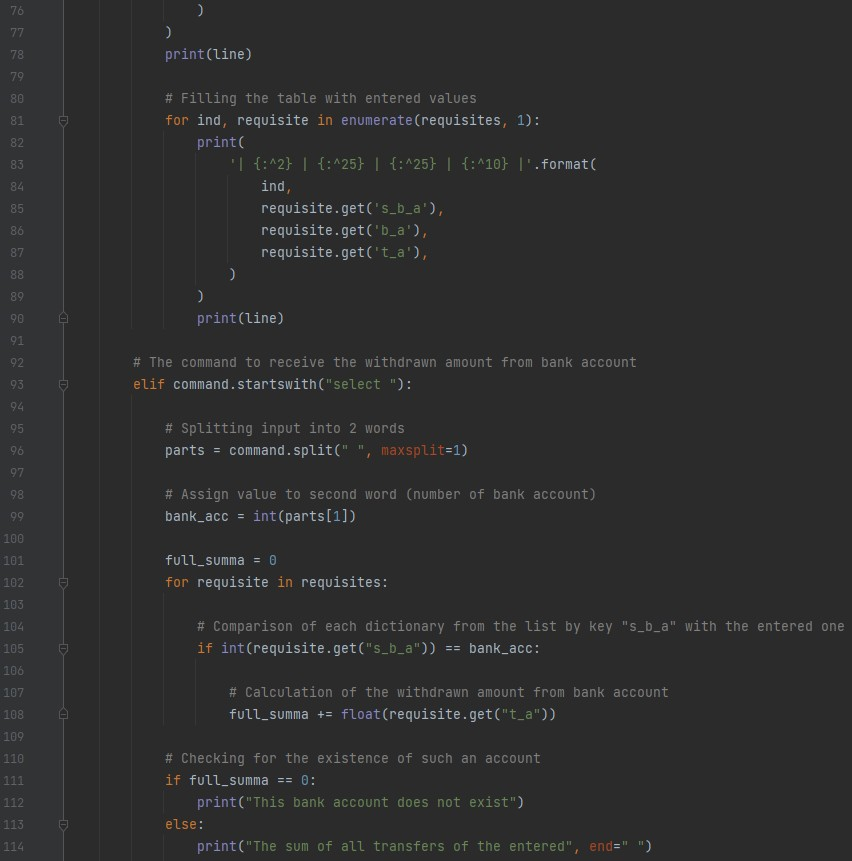 76 )
77 )
78 print(line)
79
80 # Filling the table with entered values
81 for ind, requisite in enumerate(requisites, 1):
82 print(
83 '| {:^2} | {:^25} | {:^25} | {:^10} |'.format(
84 ind,
85 requisite.get('s_b_a'),
86 requisite.get('b_a'),
87 requisite.get('t_a'),
88 )
89 )
90 print(line)
91
92 # The command to receive the withdrawn amount from bank account
93 elif command.startswith("select "):
94
95 # Splitting input into 2 words
96 parts = command.split(" ", maxsplit=1)
97
98 # Assign value to second word (number of bank account)
99 bank_acc = int(parts[1])
100
101 full_summa = 0
102 for requisite in requisites:
103
104 # Comparison of each dictionary from the list by key "s_b_a" with the entered one
105 if int(requisite.get("s_b_a")) == bank_acc:
106
107 # Calculation of the withdrawn amount from bank account
108 full_summa += float(requisite.get("t_a"))
109
110 # Checking for the existence of such an account
111 if full_summa == 0:
112 print("This bank account does not exist")
113 else:
114 print("The sum of all transfers of the entered", end=" ")